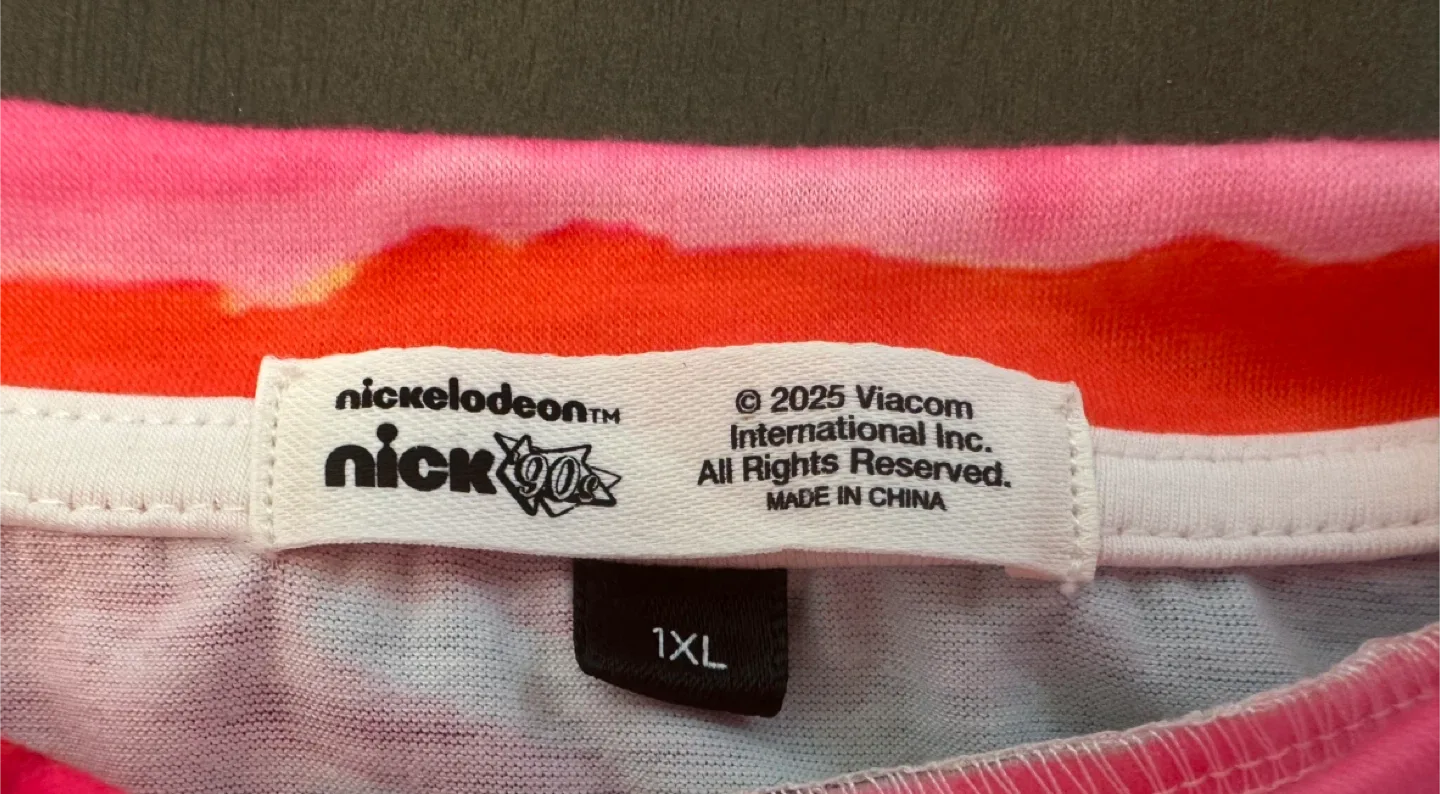 nickelodeon™
nick 90s
© 2025 Viacom
International Inc.
All Rights Reserved.
MADE IN CHINA
1XL